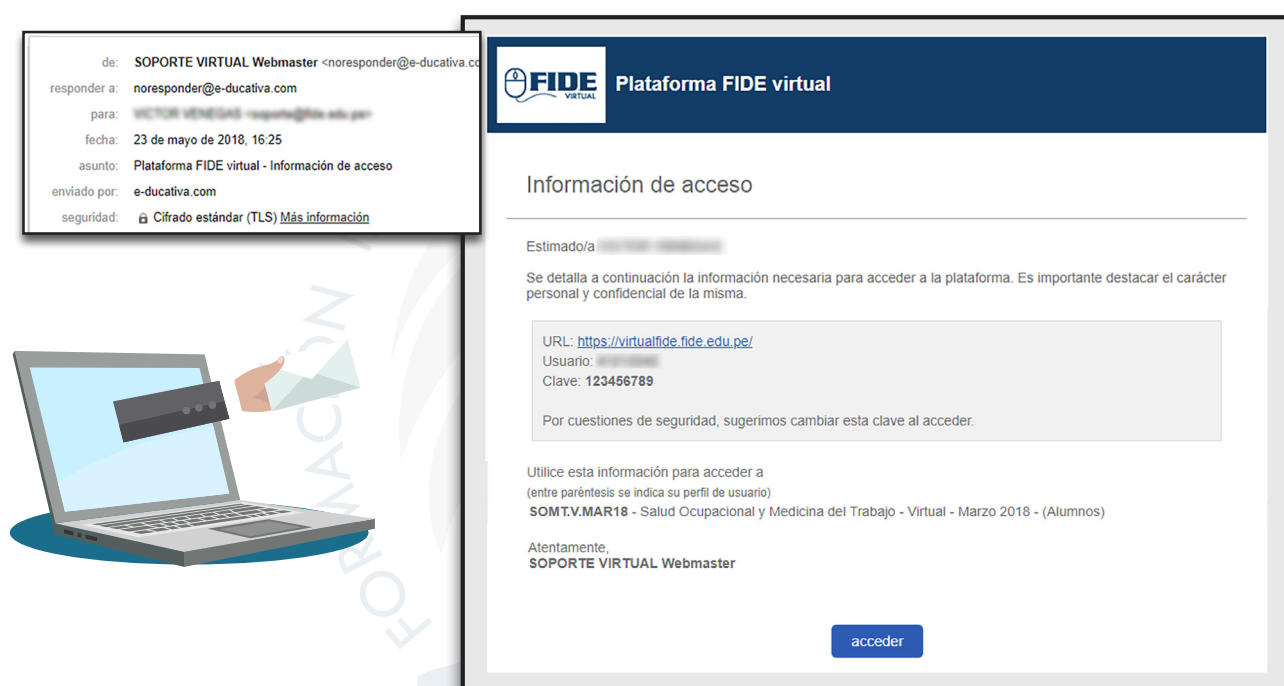 de: SOPORTE VIRTUAL Webmaster <noresponder@e-ducativa.co
responder a: noresponder@e-ducativa.com
para:
fecha: 23 de mayo de 2018, 16:25
asunto: Plataforma FIDE virtual - Información de acceso
enviado por: e-ducativa.com
seguridad: Cifrado estándar (TLS) Más información
FORMACIÓN
FIDE
VIRTUAL
Plataforma FIDE virtual
Información de acceso
Estimado/a
Se detalla a continuación la información necesaria para acceder a la plataforma. Es importante destacar el carácter
personal y confidencial de la misma.
URL: https://virtualfide.fide.edu.pe/
Usuario:
Clave: 123456789
Por cuestiones de seguridad, sugerimos cambiar esta clave al acceder.
Utilice esta información para acceder a
(entre paréntesis se indica su perfil de usuario)
SOMT.V.MAR18 - Salud Ocupacional y Medicina del Trabajo - Virtual - Marzo 2018 - (Alumnos)
Atentamente,
SOPORTE VIRTUAL Webmaster
acceder